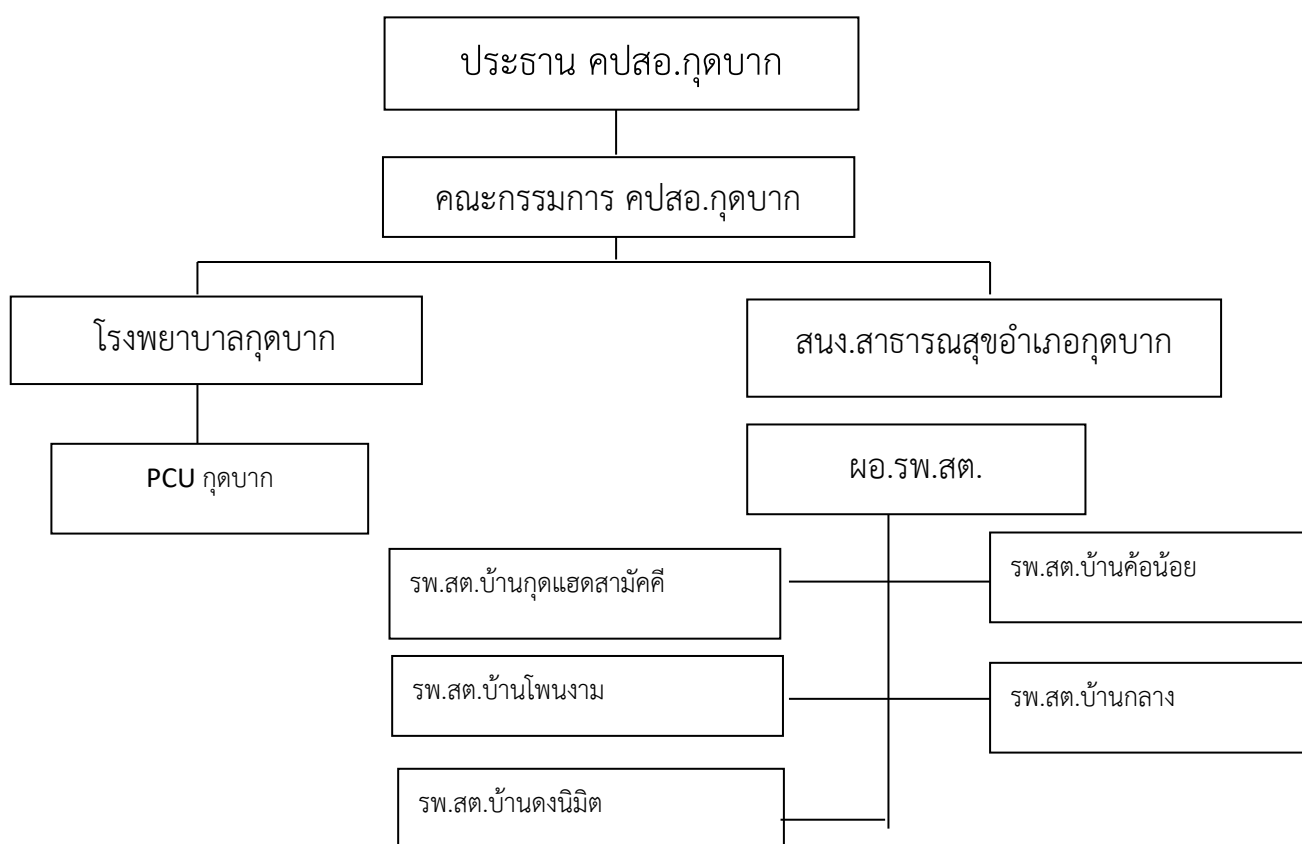 ประธาน คปสอ.กุดบาก
คณะกรรมการ คปสอ.กุดบาก
โรงพยาบาลกุดบาก
สนง.สาธารณสุขอำเภอกุดบาก
PCU กุดบาก
ผอ.รพ.สต.
รพ.สต.บ้านกุดแฮดสามัคคี
รพ.สต.บ้านค้อน้อย
รพ.สต.บ้านโพนงาม
รพ.สต.บ้านกลาง
รพ.สต.บ้านดงนิมิต